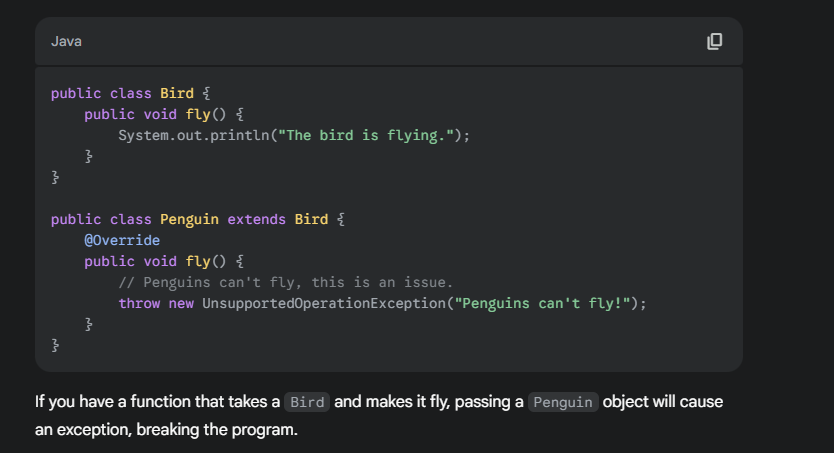 Java
public class Bird {
    public void fly() {
        System.out.println("The bird is flying.");
    }
}
public class Penguin extends Bird {
    @Override
    public void fly() {
        // Penguins can't fly, this is an issue.
        throw new UnsupportedOperationException("Penguins can't fly!");
    }
}
If you have a function that takes a Bird and makes it fly, passing a Penguin object will cause
an exception, breaking the program.